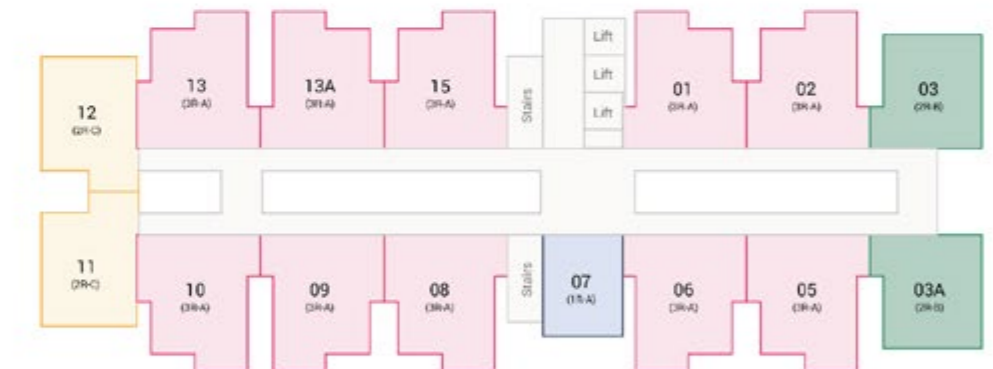 Lift
13
(3R-A)
13A
(3R-A)
15
(3R-A)
Lift
01
(3R-A)
02
(3R-A)
03
(2R-B)
12
(2R-C)
Stairs
Lift
11
(2R-C)
10
(3R-A)
09
(3R-A)
08
(3R-A)
Stairs
07
(1R-A)
06
(3R-A)
05
(3R-A)
03A
(2R-B)